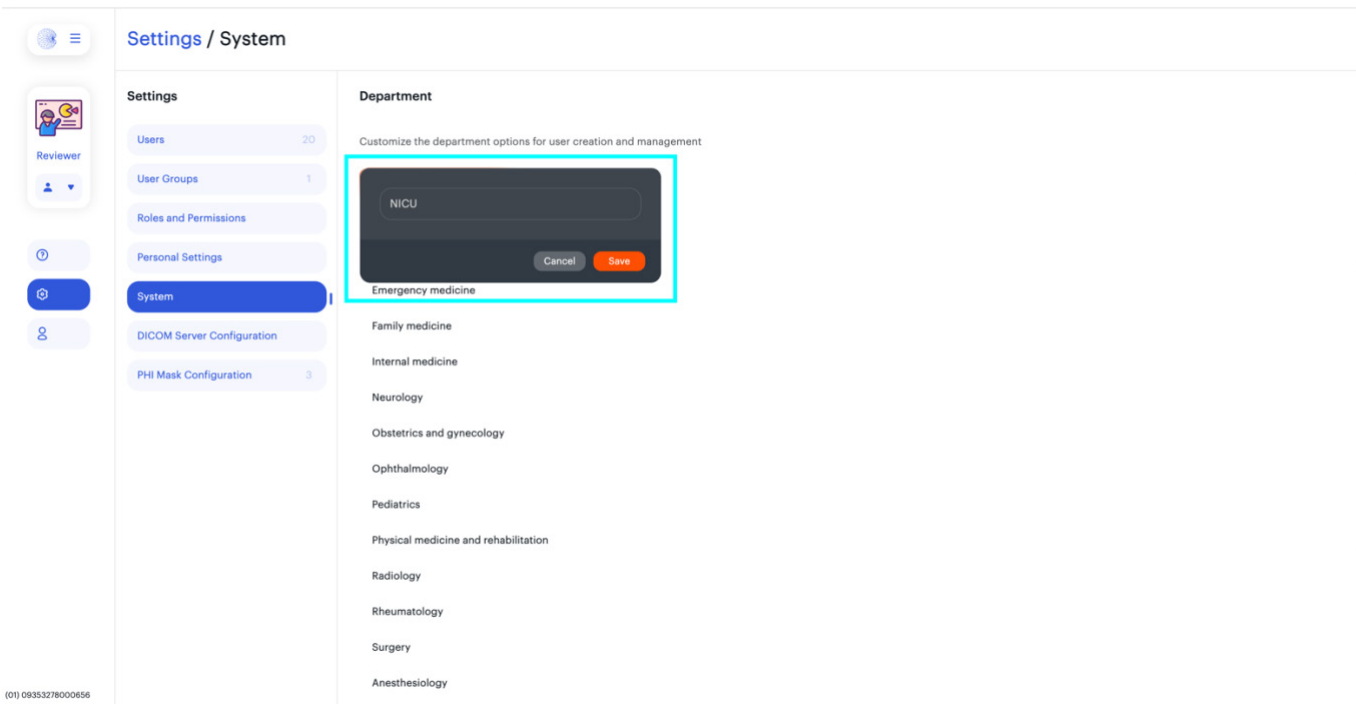 Settings / System
Reviewer
Settings
Users 20
User Groups 1
Roles and Permissions
Personal Settings
System
DICOM Server Configuration
PHI Mask Configuration 3
Department
Customize the department options for user creation and management
NICU
Cancel Save
Emergency medicine
Family medicine
Internal medicine
Neurology
Obstetrics and gynecology
Ophthalmology
Pediatrics
Physical medicine and rehabilitation
Radiology
Rheumatology
Surgery
Anesthesiology
(01) 09353278000656